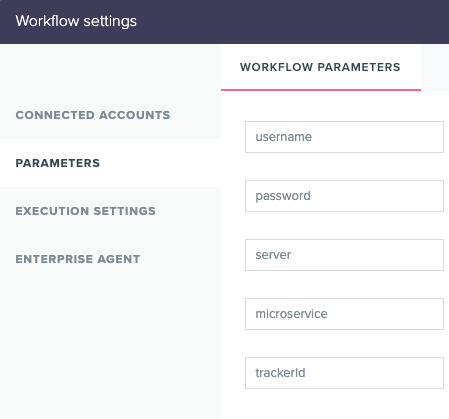 Workflow settings
WORKFLOW PARAMETERS
CONNECTED ACCOUNTS
PARAMETERS
EXECUTION SETTINGS
ENTERPRISE AGENT
username
password
server
microservice
trackerId